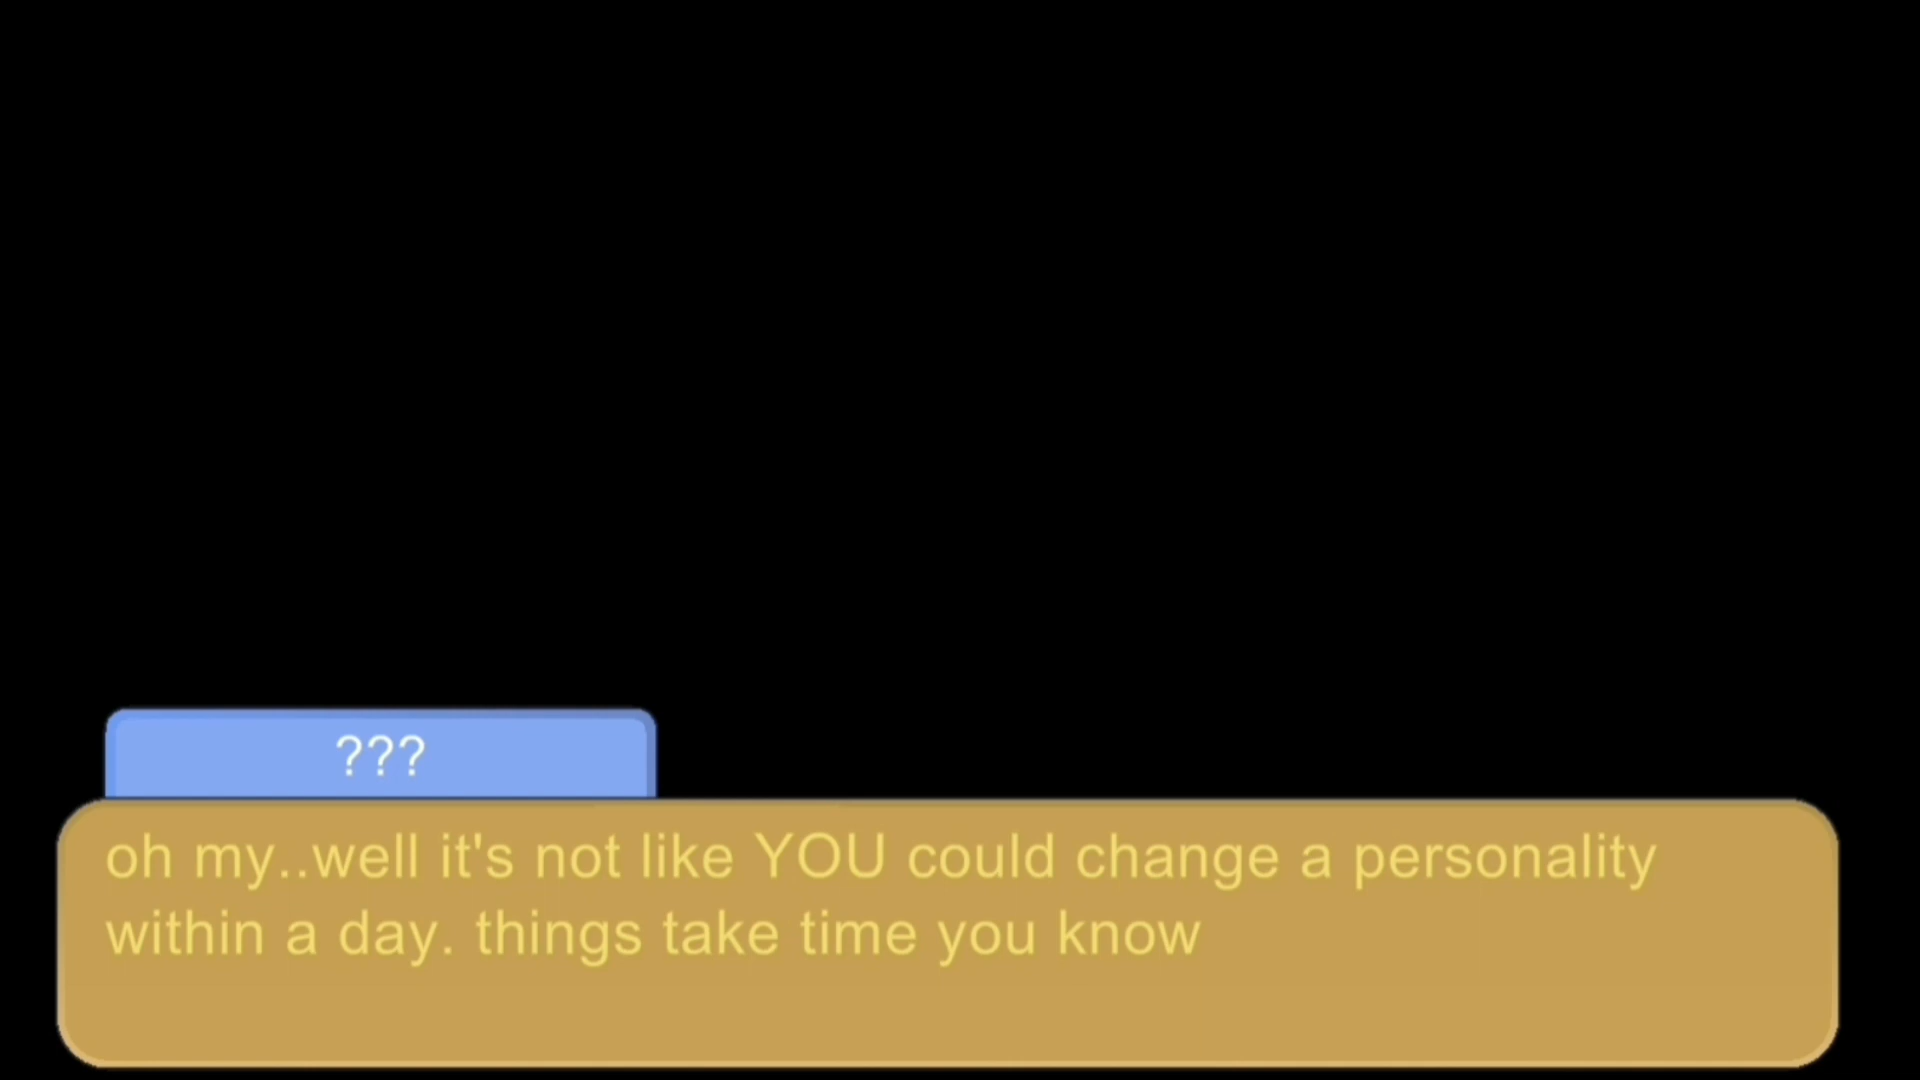 ???
oh my..well it's not like YOU could change a personality
within a day. things take time you know